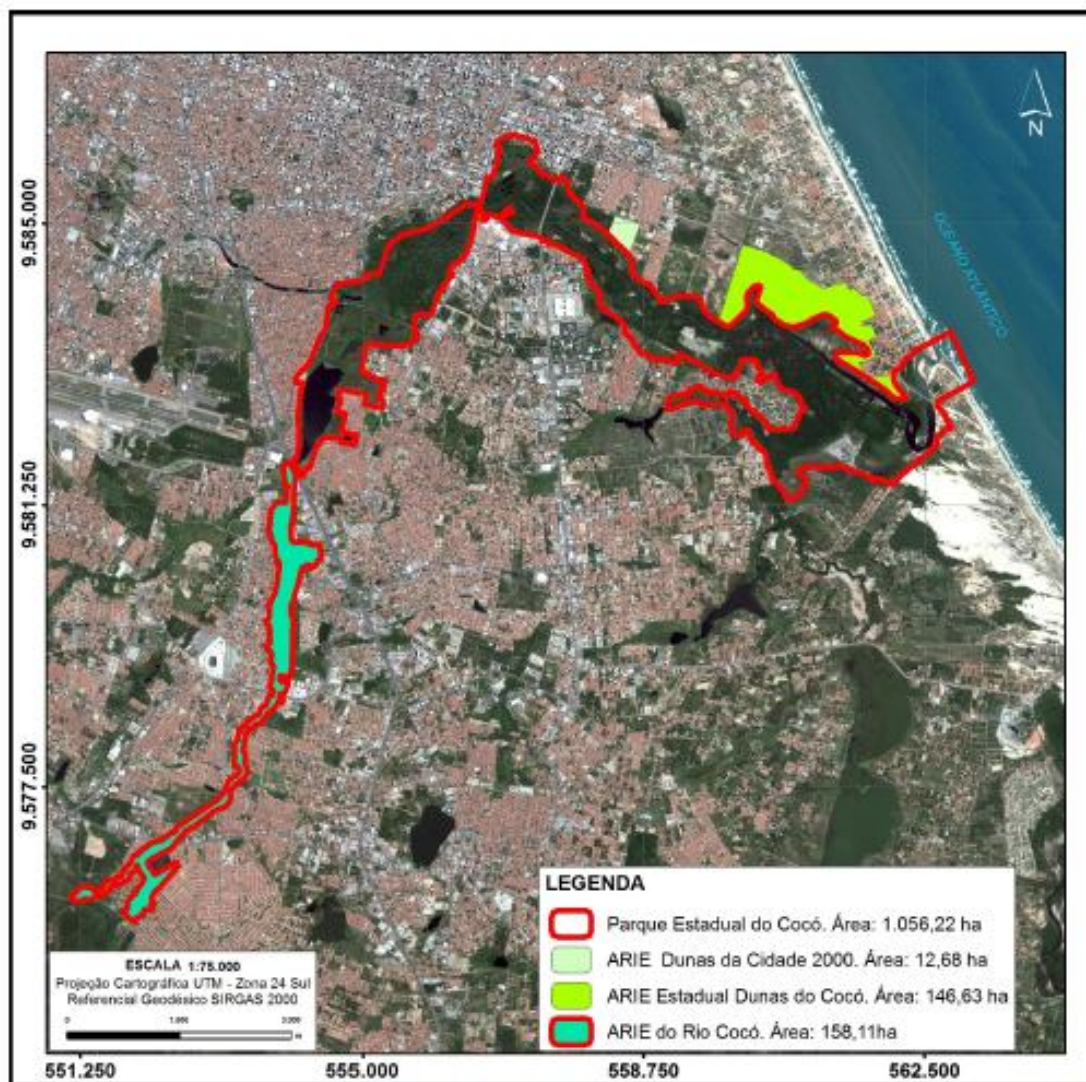 N
OCEANO ATLÂNTICO
9.585.000
9.581.250
9.577.500
LEGENDA
Parque Estadual do Cocó. Área: 1.056,22 ha
ARIE Dunas da Cidade 2000. Área: 12,68 ha
ARIE Estadual Dunas do Cocó. Área: 146,63 ha
ARIE do Rio Cocó. Área: 158,11ha
ESCALA 1:75.000
Projeção Cartográfica UTM - Zona 24 Sul
Referencial Geodésico SIRGAS 2000
0
m
551.250 555.000 558.750 562.500